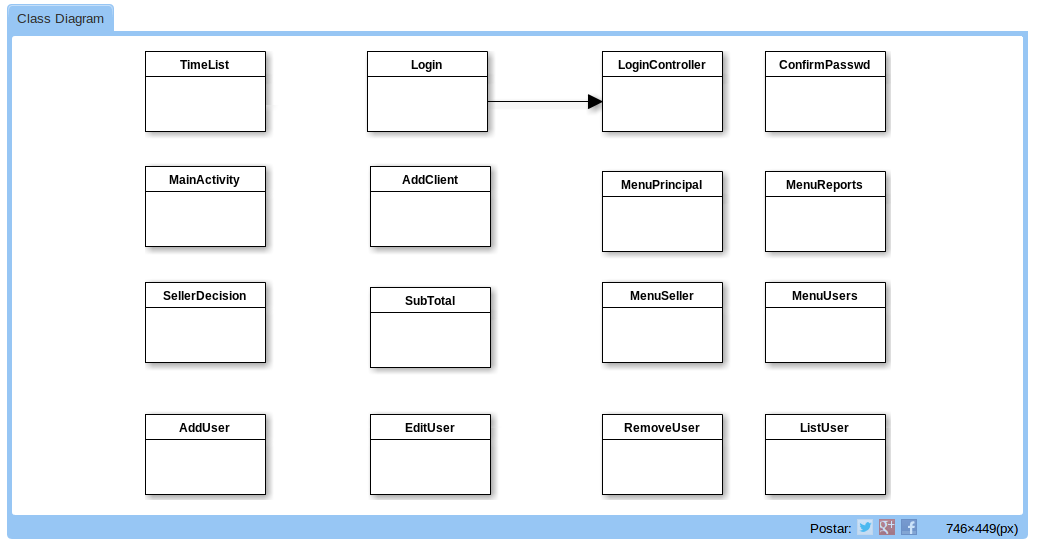 Class Diagram
TimeList
Login
LoginController
ConfirmPasswd
MainActivity
AddClient
MenuPrincipal
MenuReports
SellerDecision
SubTotal
MenuSeller
MenuUsers
AddUser
EditUser
RemoveUser
ListUser
Postar: 746×449(px)